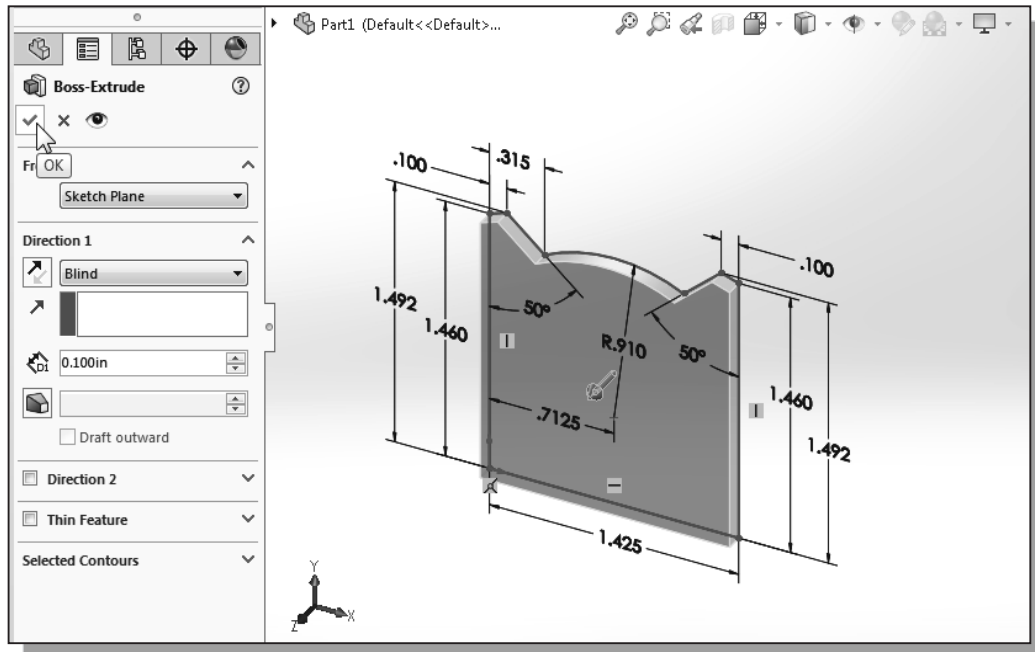 Part1 (Default<<Default>...
Boss-Extrude
?
OK
Sketch Plane
Direction 1
Blind
D1
0.100in
Draft outward
Direction 2
Thin Feature
Selected Contours
.100
.315
.100
1.492
1.460
50°
R.910
50°
.7125
1.460
1.492
1.425
Y
X
Z